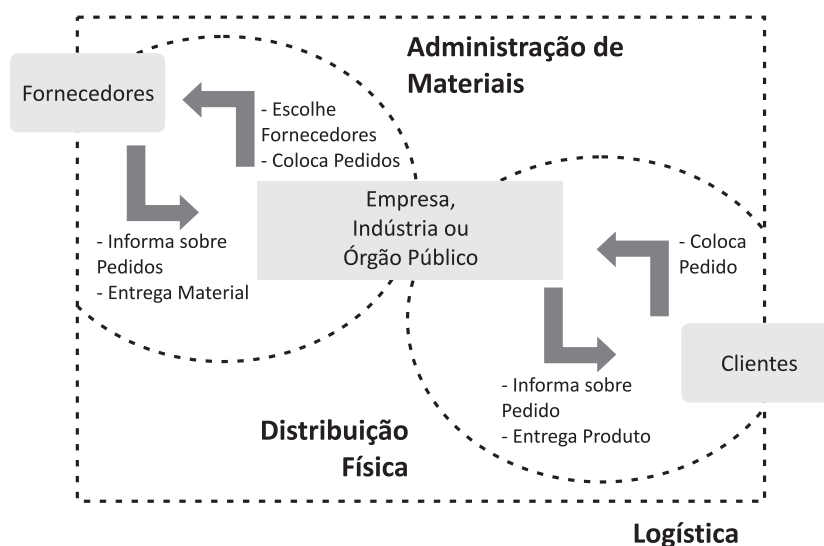 Administração de
Materiais
Fornecedores
- Escolhe
Fornecedores
- Coloca Pedidos
Empresa,
Indústria ou
Órgão Público
- Informa sobre
Pedidos
- Entrega Material
- Coloca
Pedido
Clientes
- Informa sobre
Pedido
- Entrega Produto
Distribuição
Física
Logística